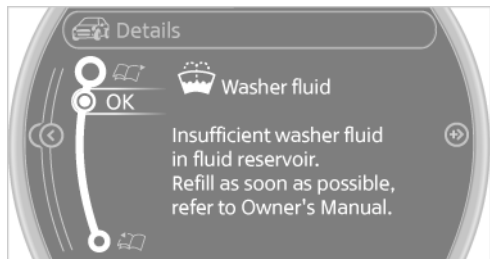 Details
Washer fluid
OK
Insufficient washer fluid
in fluid reservoir.
Refill as soon as possible,
refer to Owner's Manual.